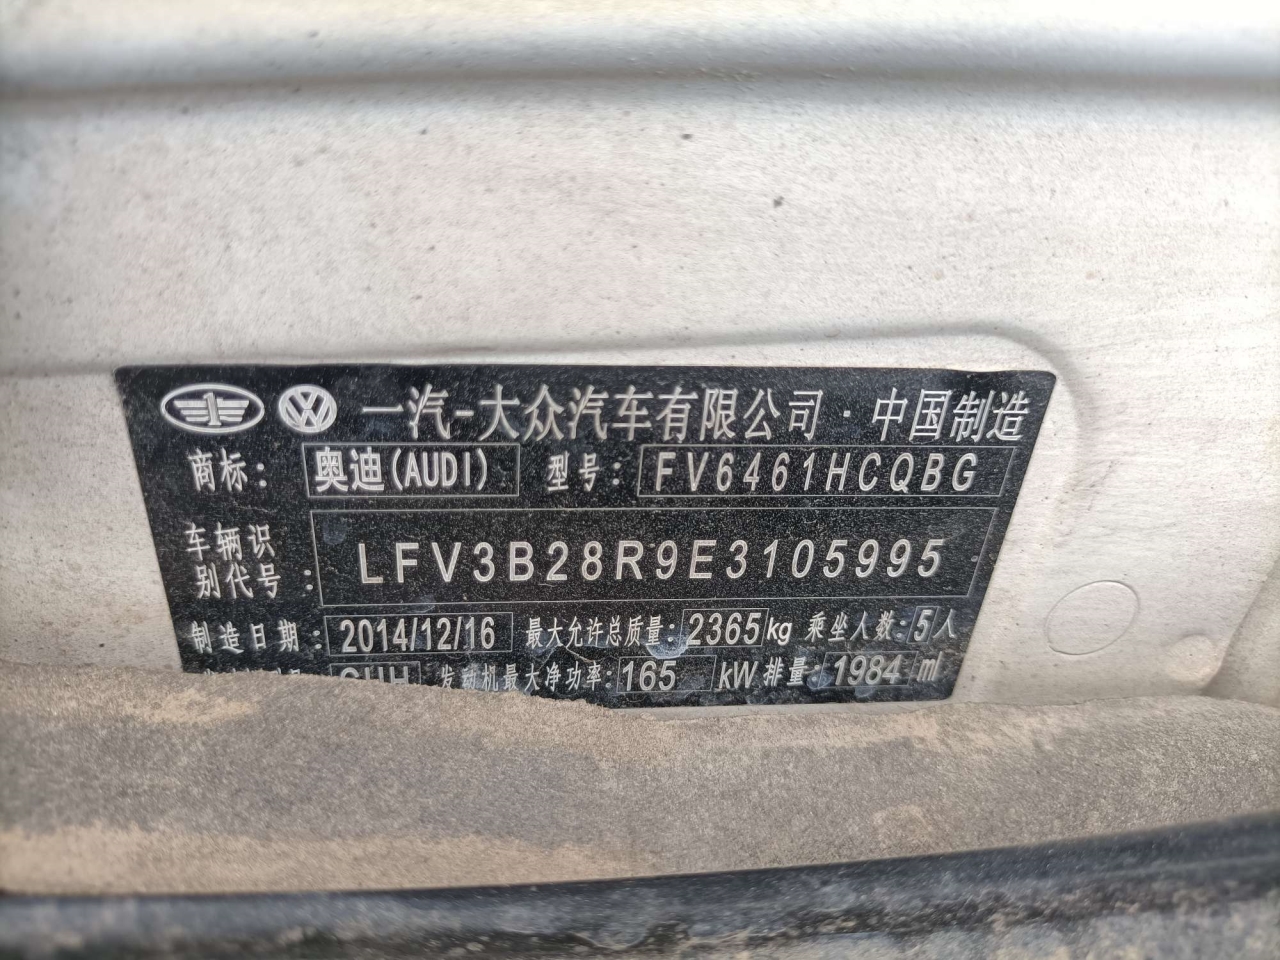 一汽-大众汽车有限公司·中国制造
商标: 奥迪(AUDI) 型号: FV6461HCQBG
车辆识别代号: LFV3B28R9E3105995
制造日期: 2014/12/16 最大允许总质量: 2365kg 乘坐人数: 5人
发动机最大净功率: 165 kW 排量: 1984 ml